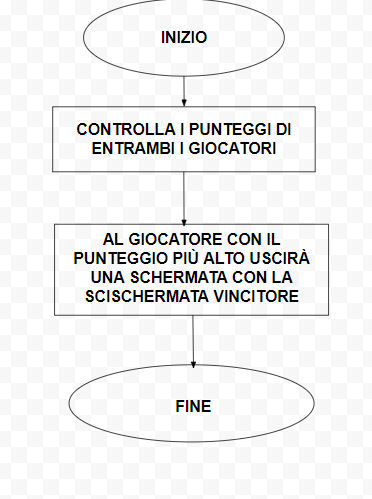 INIZIO
CONTROLLA I PUNTEGGI DI
ENTRAMBI I GIOCATORI
AL GIOCATORE CON IL
PUNTEGGIO PIÙ ALTO USCIRÀ
UNA SCHERMATA CON LA
SCISCHERMATA VINCITORE
FINE